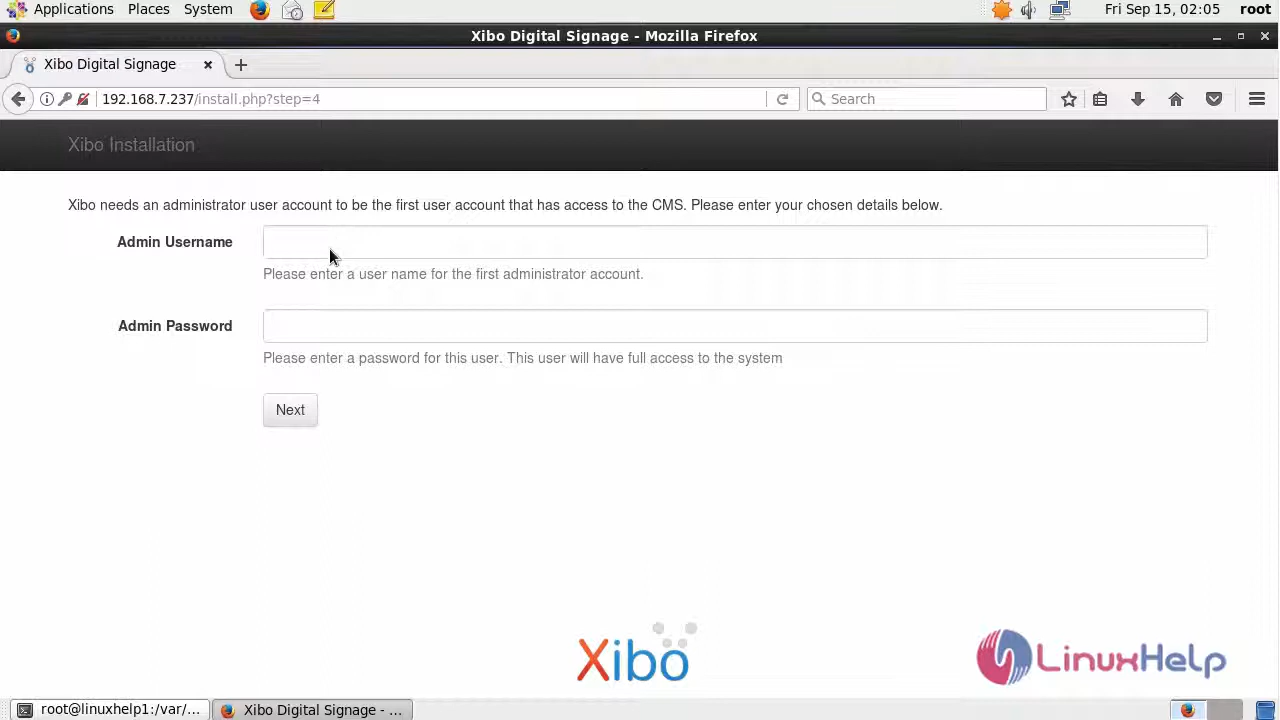 Applications Places System Fri Sep 15, 02:05 root
Xibo Digital Signage - Mozilla Firefox
Xibo Digital Signage
192.168.7.237/install.php?step=4 Search
Xibo Installation
Xibo needs an administrator user account to be the first user account that has access to the CMS. Please enter your chosen details below.
Admin Username
Please enter a user name for the first administrator account.
Admin Password
Please enter a password for this user. This user will have full access to the system
Next
Xibo
LinuxHelp
root@linuxhelp1:/var/... Xibo Digital Signage - ...